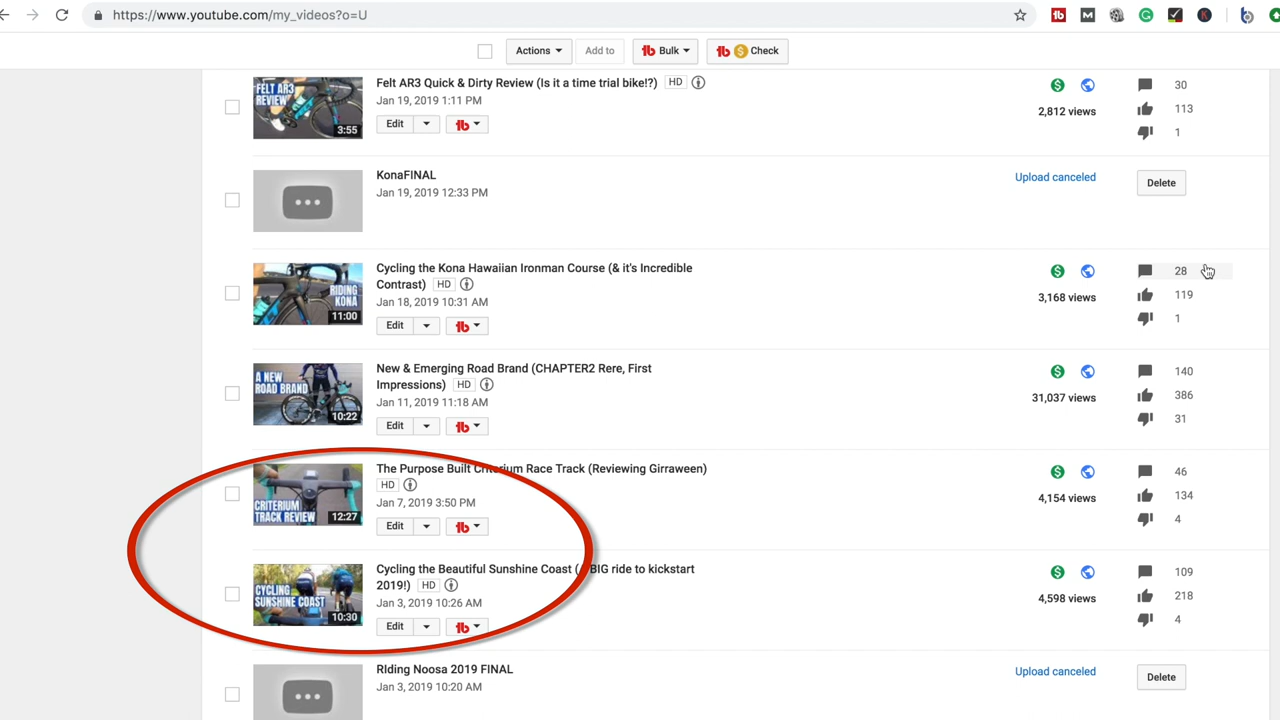 https://www.youtube.com/my_videos?o=U
Actions
Add to
Bulk
Check
FELT AR3
REVIEW
3:55
Felt AR3 Quick & Dirty Review (Is it a time trial bike!?) HD
Jan 19, 2019 1:11 PM
Edit
2,812 views
30
113
1
KonaFINAL
Jan 19, 2019 12:33 PM
Upload canceled
Delete
RIDING
KONA
11:00
Cycling the Kona Hawaiian Ironman Course (& it's Incredible
Contrast) HD
Jan 18, 2019 10:31 AM
Edit
3,168 views
28
119
1
A NEW
ROAD BRAND
10:22
New & Emerging Road Brand (CHAPTER2 Rere, First
Impressions) HD
Jan 11, 2019 11:18 AM
Edit
31,037 views
140
386
31
CRITERIUM
TRACK REVIEW
12:27
The Purpose Built Criterium Race Track (Reviewing Girraween)
HD
Jan 7, 2019 3:50 PM
Edit
4,154 views
46
134
4
CYCLING
SUNSHINE COAST
10:30
Cycling the Beautiful Sunshine Coast ( BIG ride to kickstart
2019!) HD
Jan 3, 2019 10:26 AM
Edit
4,598 views
109
218
4
RIding Noosa 2019 FINAL
Jan 3, 2019 10:20 AM
Upload canceled
Delete